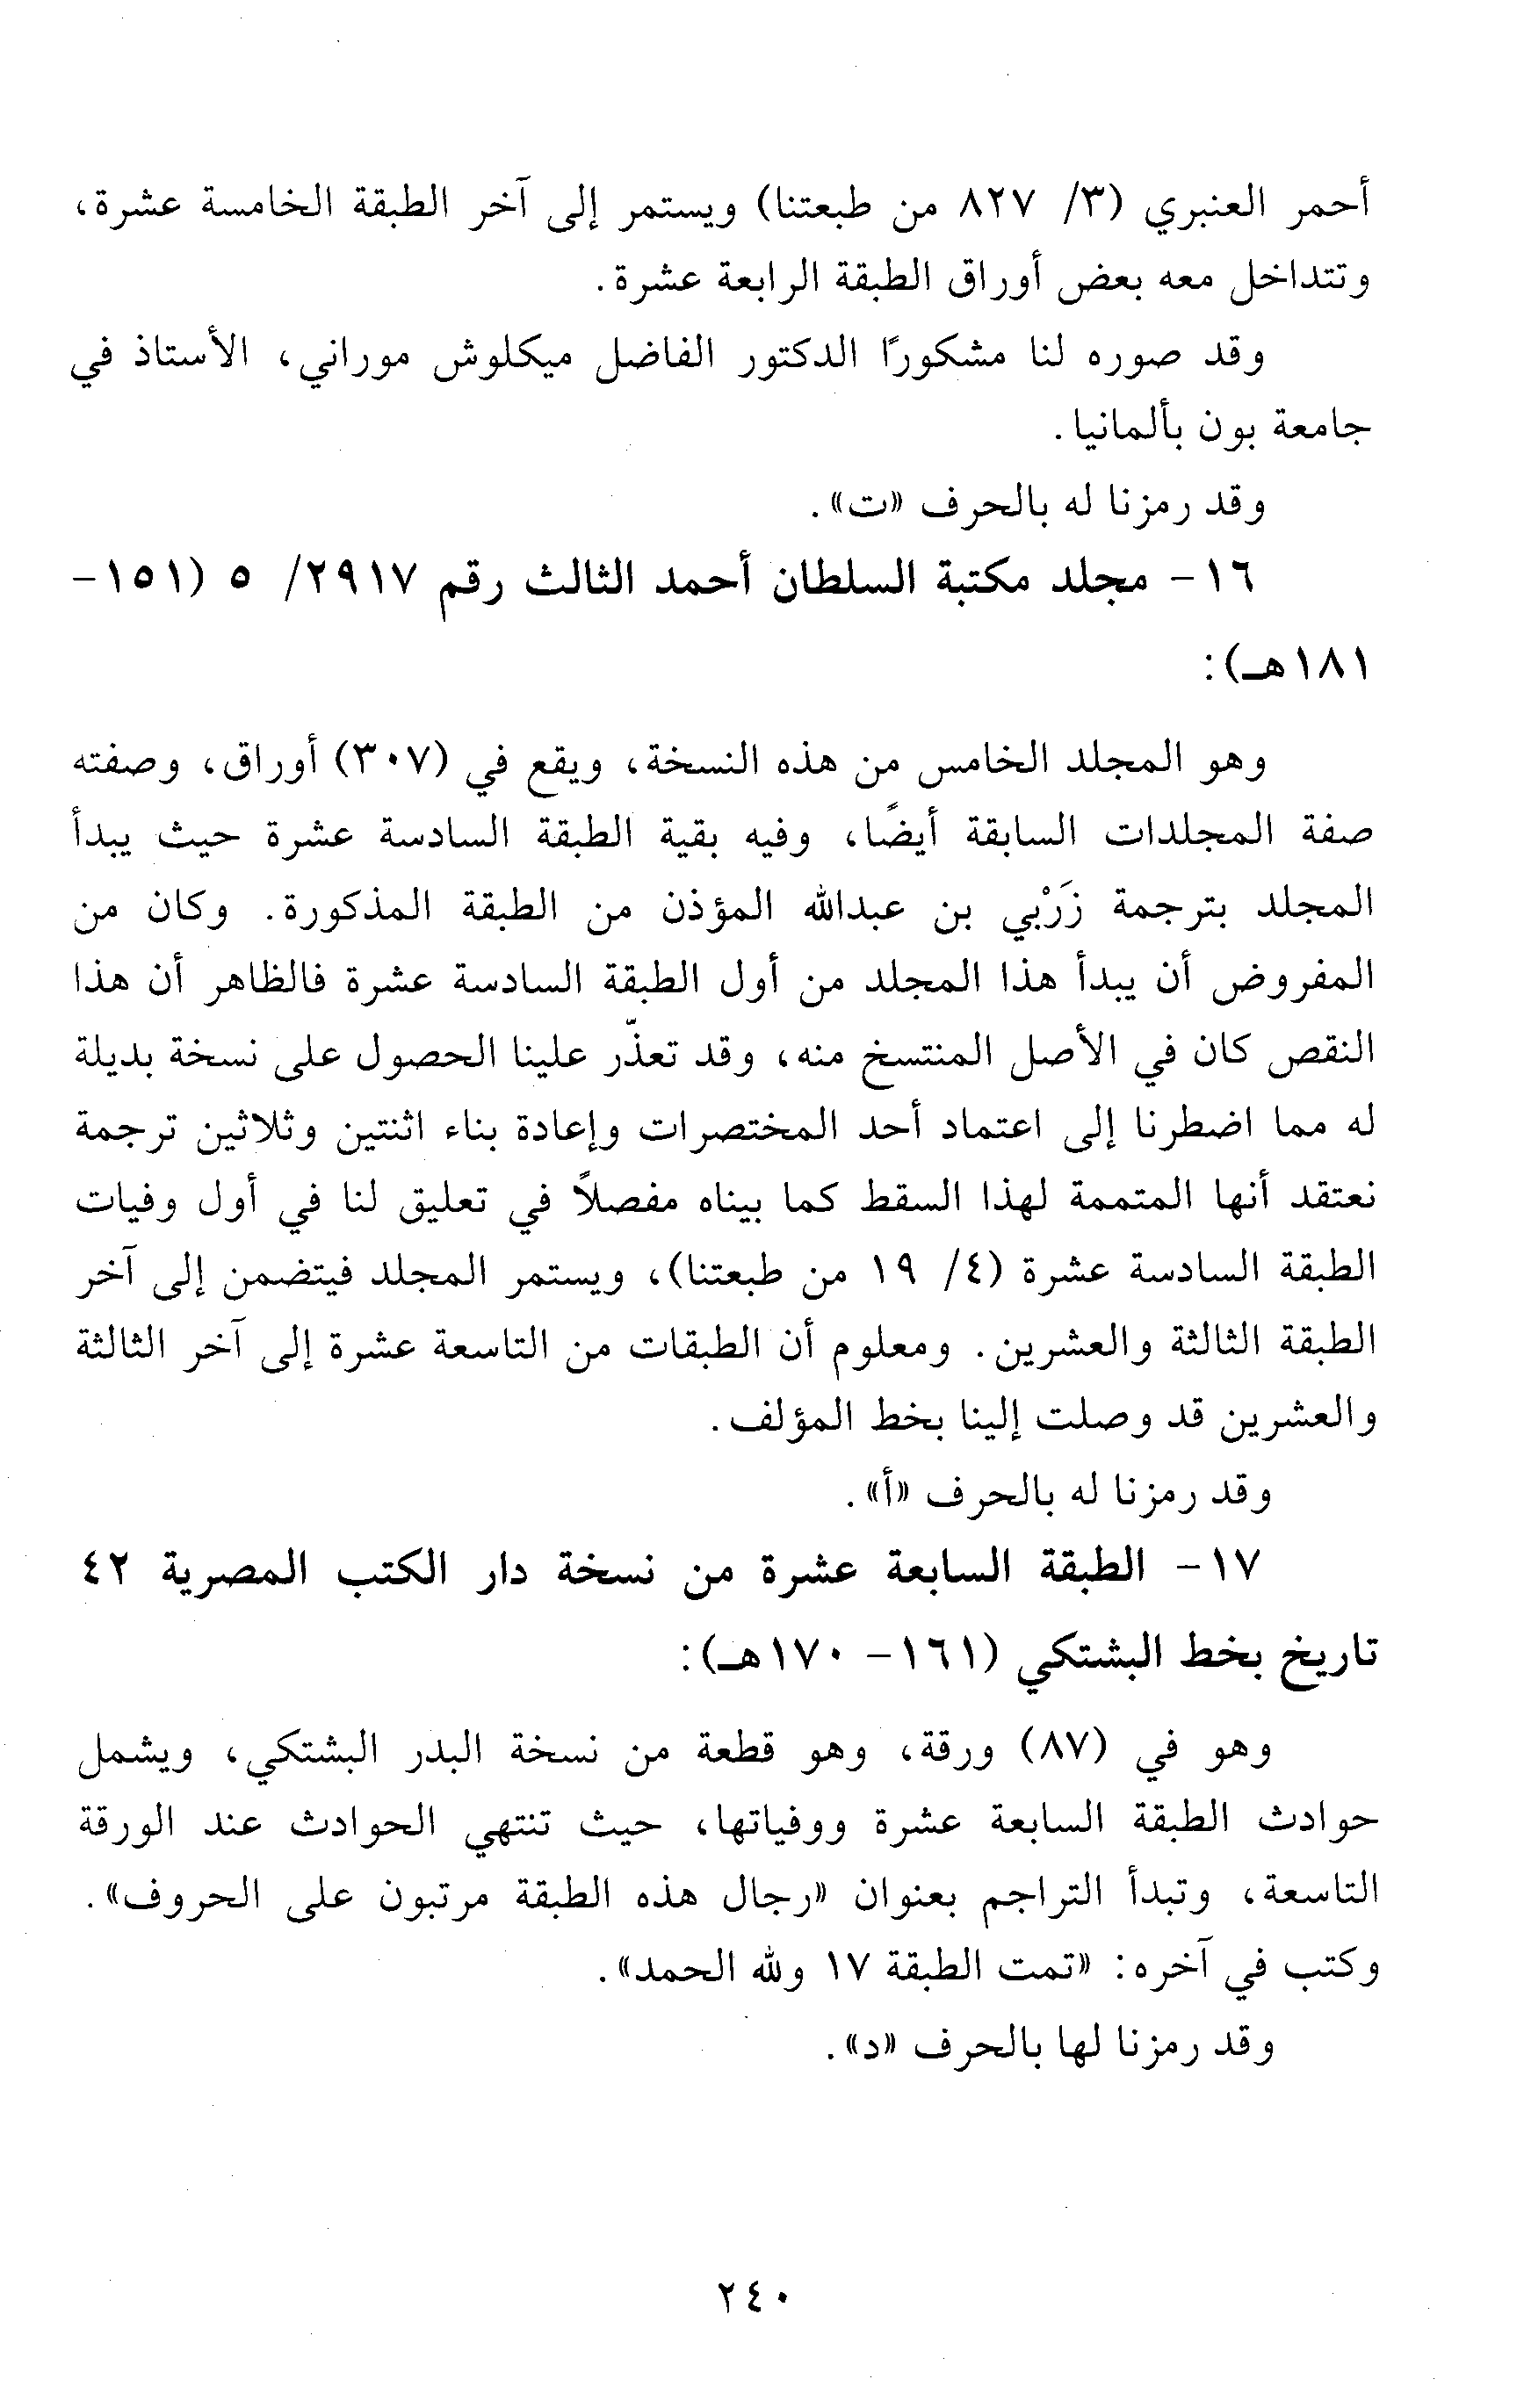 أحمر العنبري (٣/ ٨٢٧ من طبعتنا) ويستمر إلى آخر الطبقة الخامسة عشرة،
وتتداخل معه بعض أوراق الطبقة الرابعة عشرة.
وقد صوره لنا مشكورًا الدكتور الفاضل ميكلوش موراني، الأستاذ في
جامعة بون بألمانيا.
وقد رمزنا له بالحرف «ت».
١٦- مجلد مكتبة السلطان أحمد الثالث رقم ٢٩١٧/ ٥ (١٥١-
١٨١هـ):
وهو المجلد الخامس من هذه النسخة، ويقع في (٣٠٧) أوراق، وصفته
صفة المجلدات السابقة أيضًا، وفيه بقية الطبقة السادسة عشرة حيث يبدأ
المجلد بترجمة زَرْبي بن عبدالله المؤذن من الطبقة المذكورة. وكان من
المفروض أن يبدأ هذا المجلد من أول الطبقة السادسة عشرة فالظاهر أن هذا
النقص كان في الأصل المنتسخ منه، وقد تعذّر علينا الحصول على نسخة بديلة
له مما اضطرنا إلى اعتماد أحد المختصرات وإعادة بناء اثنتين وثلاثين ترجمة
نعتقد أنها المتممة لهذا السقط كما بيناه مفصلاً في تعليق لنا في أول وفيات
الطبقة السادسة عشرة (٤/ ١٩ من طبعتنا)، ويستمر المجلد فيتضمن إلى آخر
الطبقة الثالثة والعشرين. ومعلوم أن الطبقات من التاسعة عشرة إلى آخر الثالثة
والعشرين قد وصلت إلينا بخط المؤلف.
وقد رمزنا له بالحرف «أ».
١٧- الطبقة السابعة عشرة من نسخة دار الكتب المصرية ٤٢
تاريخ بخط البشتكي (١٦١- ١٧٠هـ):
وهو في (٨٧) ورقة، وهو قطعة من نسخة البدر البشتكي، ويشمل
حوادث الطبقة السابعة عشرة ووفياتها، حيث تنتهي الحوادث عند الورقة
التاسعة، وتبدأ التراجم بعنوان «رجال هذه الطبقة مرتبون على الحروف».
وكتب في آخره: «تمت الطبقة ١٧ ولله الحمد».
وقد رمزنا لها بالحرف «د».
٢٤٠